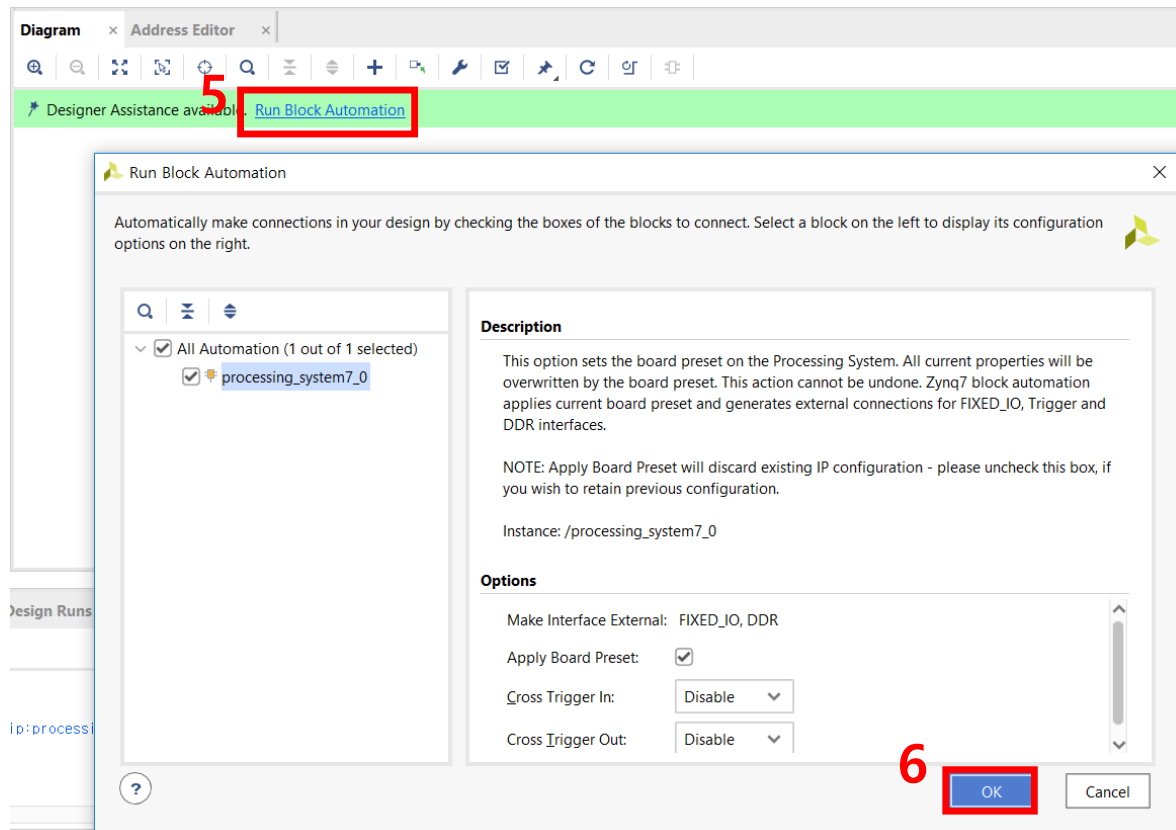 Diagram × Address Editor ×
5
Designer Assistance available. Run Block Automation
Run Block Automation
Automatically make connections in your design by checking the boxes of the blocks to connect. Select a block on the left to display its configuration
options on the right.
All Automation (1 out of 1 selected)
processing_system7_0
Description
This option sets the board preset on the Processing System. All current properties will be
overwritten by the board preset. This action cannot be undone. Zynq7 block automation
applies current board preset and generates external connections for FIXED_IO, Trigger and
DDR interfaces.
NOTE: Apply Board Preset will discard existing IP configuration - please uncheck this box, if
you wish to retain previous configuration.
Instance: /processing_system7_0
Options
Make Interface External: FIXED_IO, DDR
Apply Board Preset:
Cross Trigger In: Disable
Cross Trigger Out: Disable
Design Runs
ip:processi
6
? OK Cancel